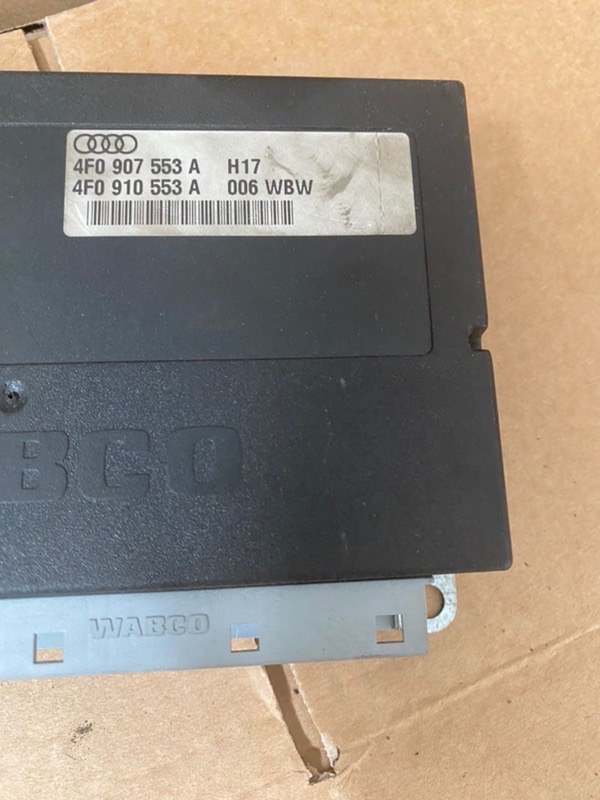 4F0 907 553 A H17
4F0 910 553 A 006 WBW
BCO
WABCO